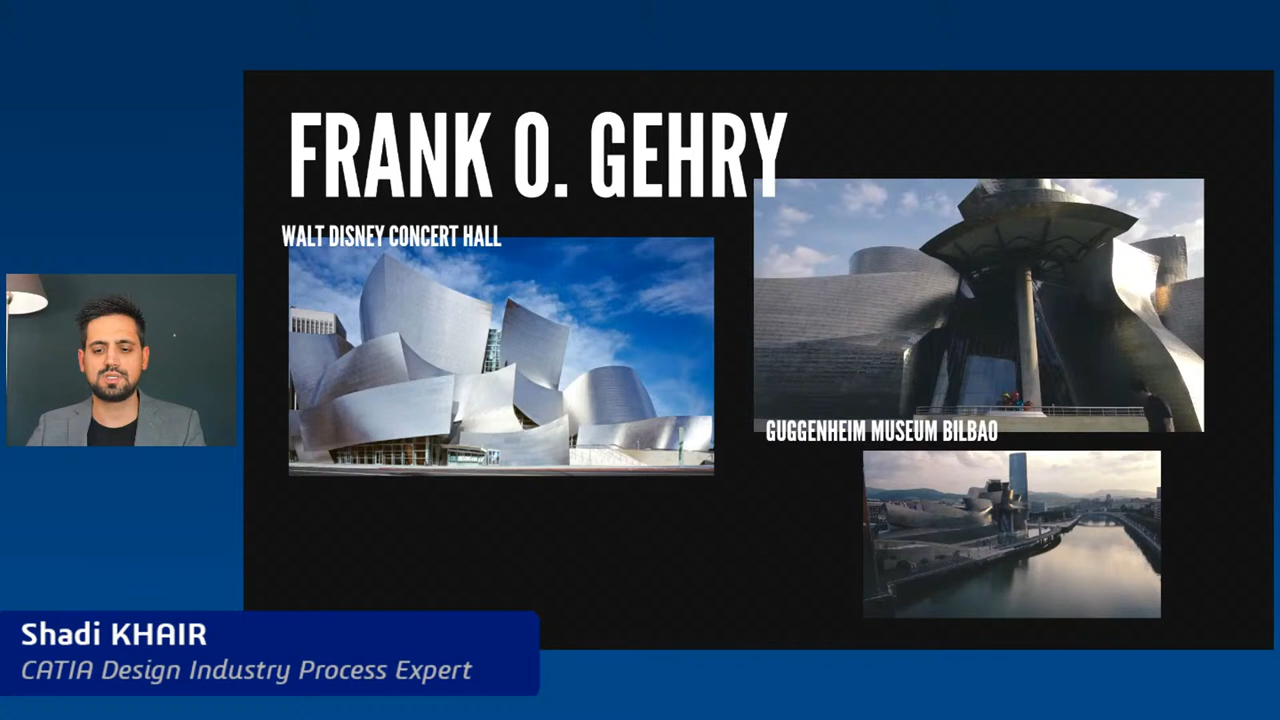 FRANK O. GEHRY
WALT DISNEY CONCERT HALL
GUGGENHEIM MUSEUM BILBAO
Shadi KHAIR
CATIA Design Industry Process Expert